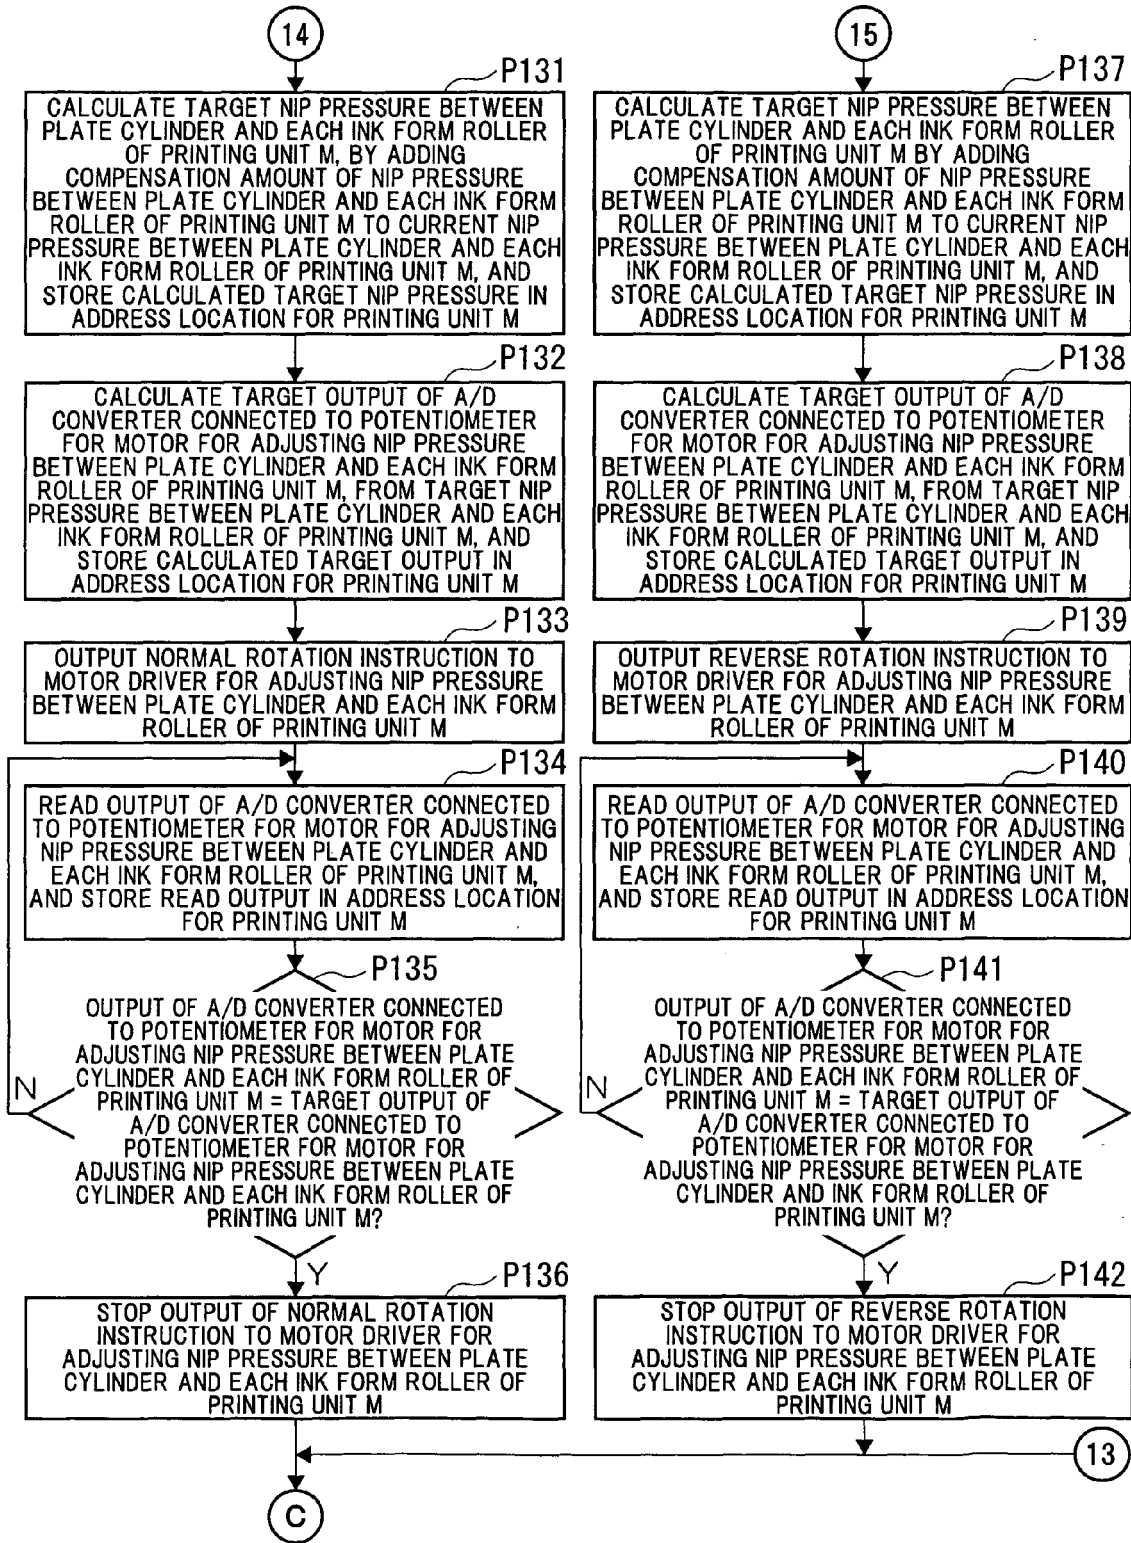 14
P131
CALCULATE TARGET NIP PRESSURE BETWEEN
PLATE CYLINDER AND EACH INK FORM ROLLER
OF PRINTING UNIT M, BY ADDING
COMPENSATION AMOUNT OF NIP PRESSURE
BETWEEN PLATE CYLINDER AND EACH INK FORM
ROLLER OF PRINTING UNIT M TO CURRENT NIP
PRESSURE BETWEEN PLATE CYLINDER AND EACH
INK FORM ROLLER OF PRINTING UNIT M, AND
STORE CALCULATED TARGET NIP PRESSURE IN
ADDRESS LOCATION FOR PRINTING UNIT M
P132
CALCULATE TARGET OUTPUT OF A/D
CONVERTER CONNECTED TO POTENTIOMETER
FOR MOTOR FOR ADJUSTING NIP PRESSURE
BETWEEN PLATE CYLINDER AND EACH INK FORM
ROLLER OF PRINTING UNIT M, FROM TARGET NIP
PRESSURE BETWEEN PLATE CYLINDER AND EACH
INK FORM ROLLER OF PRINTING UNIT M, AND
STORE CALCULATED TARGET OUTPUT IN
ADDRESS LOCATION FOR PRINTING UNIT M
P133
OUTPUT NORMAL ROTATION INSTRUCTION TO
MOTOR DRIVER FOR ADJUSTING NIP PRESSURE
BETWEEN PLATE CYLINDER AND EACH INK FORM
ROLLER OF PRINTING UNIT M
P134
READ OUTPUT OF A/D CONVERTER CONNECTED
TO POTENTIOMETER FOR MOTOR FOR ADJUSTING
NIP PRESSURE BETWEEN PLATE CYLINDER AND
EACH INK FORM ROLLER OF PRINTING UNIT M,
AND STORE READ OUTPUT IN ADDRESS LOCATION
FOR PRINTING UNIT M
P135
OUTPUT OF A/D CONVERTER CONNECTED
TO POTENTIOMETER FOR MOTOR FOR
ADJUSTING NIP PRESSURE BETWEEN PLATE
CYLINDER AND EACH INK FORM ROLLER OF
PRINTING UNIT M = TARGET OUTPUT OF
A/D CONVERTER CONNECTED TO
POTENTIOMETER FOR MOTOR FOR
ADJUSTING NIP PRESSURE BETWEEN PLATE
CYLINDER AND EACH INK FORM ROLLER OF
PRINTING UNIT M?
N
Y
P136
STOP OUTPUT OF NORMAL ROTATION
INSTRUCTION TO MOTOR DRIVER FOR
ADJUSTING NIP PRESSURE BETWEEN PLATE
CYLINDER AND EACH INK FORM ROLLER OF
PRINTING UNIT M
C
15
P137
CALCULATE TARGET NIP PRESSURE BETWEEN
PLATE CYLINDER AND EACH INK FORM ROLLER
OF PRINTING UNIT M BY ADDING
COMPENSATION AMOUNT OF NIP PRESSURE
BETWEEN PLATE CYLINDER AND EACH INK FORM
ROLLER OF PRINTING UNIT M TO CURRENT NIP
PRESSURE BETWEEN PLATE CYLINDER AND EACH
INK FORM ROLLER OF PRINTING UNIT M, AND
STORE CALCULATED TARGET NIP PRESSURE IN
ADDRESS LOCATION FOR PRINTING UNIT M
P138
CALCULATE TARGET OUTPUT OF A/D
CONVERTER CONNECTED TO POTENTIOMETER
FOR MOTOR FOR ADJUSTING NIP PRESSURE
BETWEEN PLATE CYLINDER AND EACH INK FORM
ROLLER OF PRINTING UNIT M, FROM TARGET NIP
PRESSURE BETWEEN PLATE CYLINDER AND EACH
INK FORM ROLLER OF PRINTING UNIT M, AND
STORE CALCULATED TARGET OUTPUT IN
ADDRESS LOCATION FOR PRINTING UNIT M
P139
OUTPUT REVERSE ROTATION INSTRUCTION TO
MOTOR DRIVER FOR ADJUSTING NIP PRESSURE
BETWEEN PLATE CYLINDER AND EACH INK FORM
ROLLER OF PRINTING UNIT M
P140
READ OUTPUT OF A/D CONVERTER CONNECTED
TO POTENTIOMETER FOR MOTOR FOR ADJUSTING
NIP PRESSURE BETWEEN PLATE CYLINDER AND
EACH INK FORM ROLLER OF PRINTING UNIT M,
AND STORE READ OUTPUT IN ADDRESS LOCATION
FOR PRINTING UNIT M
P141
OUTPUT OF A/D CONVERTER CONNECTED
TO POTENTIOMETER FOR MOTOR FOR
ADJUSTING NIP PRESSURE BETWEEN PLATE
CYLINDER AND EACH INK FORM ROLLER OF
PRINTING UNIT M = TARGET OUTPUT OF
A/D CONVERTER CONNECTED TO
POTENTIOMETER FOR MOTOR FOR
ADJUSTING NIP PRESSURE BETWEEN PLATE
CYLINDER AND INK FORM ROLLER OF
PRINTING UNIT M?
N
Y
P142
STOP OUTPUT OF REVERSE ROTATION
INSTRUCTION TO MOTOR DRIVER FOR
ADJUSTING NIP PRESSURE BETWEEN PLATE
CYLINDER AND EACH INK FORM ROLLER OF
PRINTING UNIT M
13